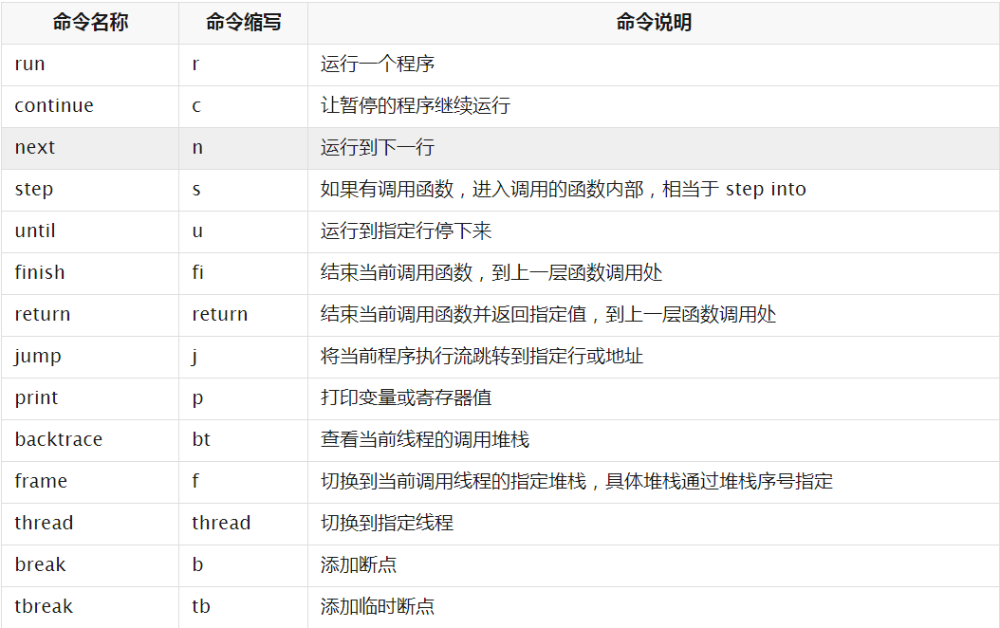 命令名称 命令缩写 命令说明
run r 运行一个程序
continue c 让暂停的程序继续运行
next n 运行到下一行
step s 如果有调用函数，进入调用的函数内部，相当于 step into
until u 运行到指定行停下来
finish fi 结束当前调用函数，到上一层函数调用处
return return 结束当前调用函数并返回指定值，到上一层函数调用处
jump j 将当前程序执行流跳转到指定行或地址
print p 打印变量或寄存器值
backtrace bt 查看当前线程的调用堆栈
frame f 切换到当前调用线程的指定堆栈，具体堆栈通过堆栈序号指定
thread thread 切换到指定线程
break b 添加断点
tbreak tb 添加临时断点